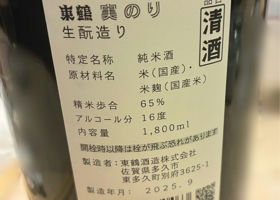 東鶴 實のり
生酛造り
品目
清酒
特定名称 純米酒
原材料名 米(国産)・
米麹(国産米)
精米歩合 65%
アルコール分 16度
内容量 1,800ml
開栓時以降は栓が飛ぶ恐れがあります
製造者：東鶴酒造株式会社
佐賀県多久市
東多久町別府3625-1
製造年月： 2025. 9